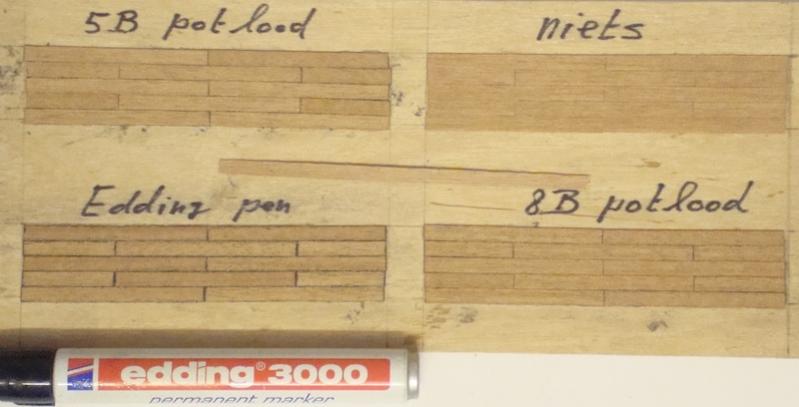 5B potlood
niets
Edding pen
8B potlood
edding® 3000
permanent marker